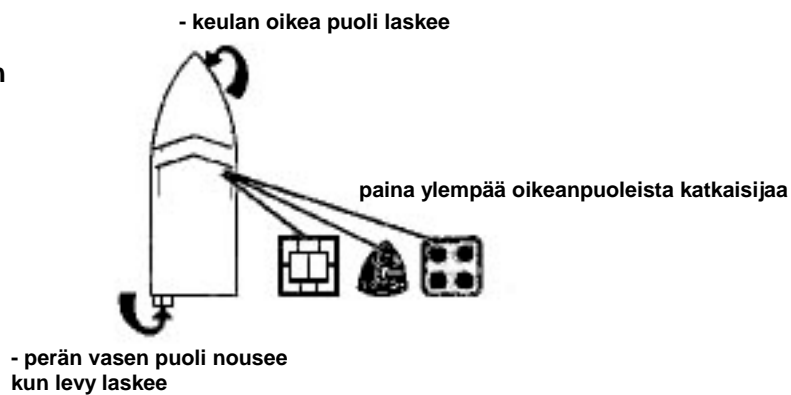 - keulan oikea puoli laskee
n
paina ylempää oikeanpuoleista katkaisijaa
- perän vasen puoli nousee
kun levy laskee